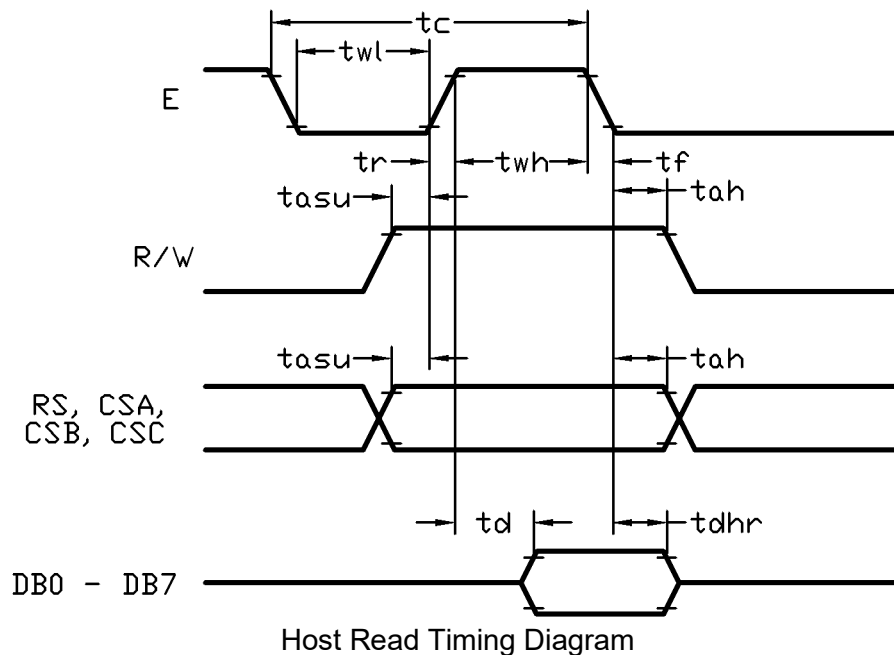 tc
twl
E
tr
twh
tf
tasu
tah
R/W
tasu
tah
RS, CSA,
CSB, CSC
td
tdhr
DB0 - DB7
Host Read Timing Diagram